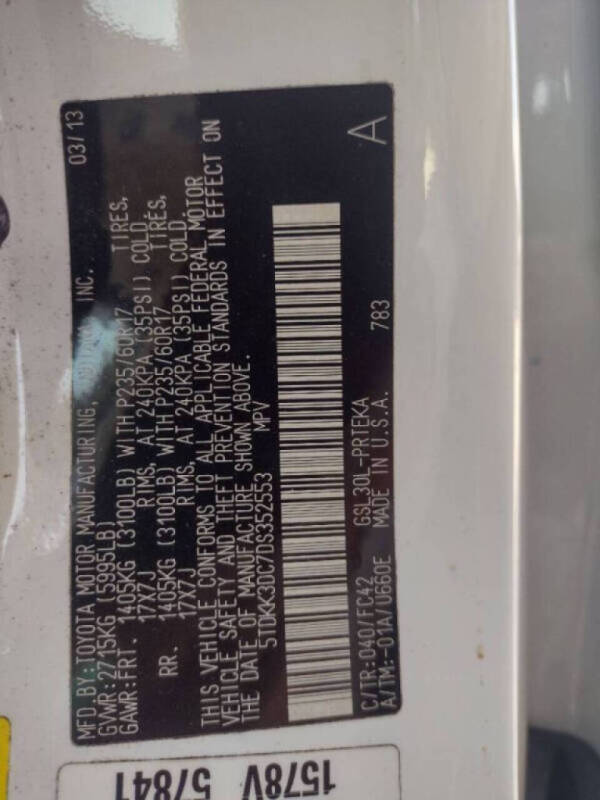 MFD. BY: TOYOTA MOTOR MANUFACTURING, INDIANA, INC. 03/13
GVWR: 2715KG (5995LB)
GAWR: FRT. 1405KG (3100LB) WITH P235/60R17 TIRES,
17X7J RIMS, AT 240KPA (35PSI) COLD.
RR. 1405KG (3100LB) WITH P235/60R17 TIRES,
17X7J RIMS, AT 240KPA (35PSI) COLD.
THIS VEHICLE CONFORMS TO ALL APPLICABLE FEDERAL MOTOR
VEHICLE SAFETY AND THEFT PREVENTION STANDARDS IN EFFECT ON
THE DATE OF MANUFACTURE SHOWN ABOVE.
5TDKK3DC7DS352553 MPV
C/TR: 040/FC42 GSL30L-PRTEKA A
A/TM: -01A/U660E MADE IN U.S.A. 783
1578V
57841